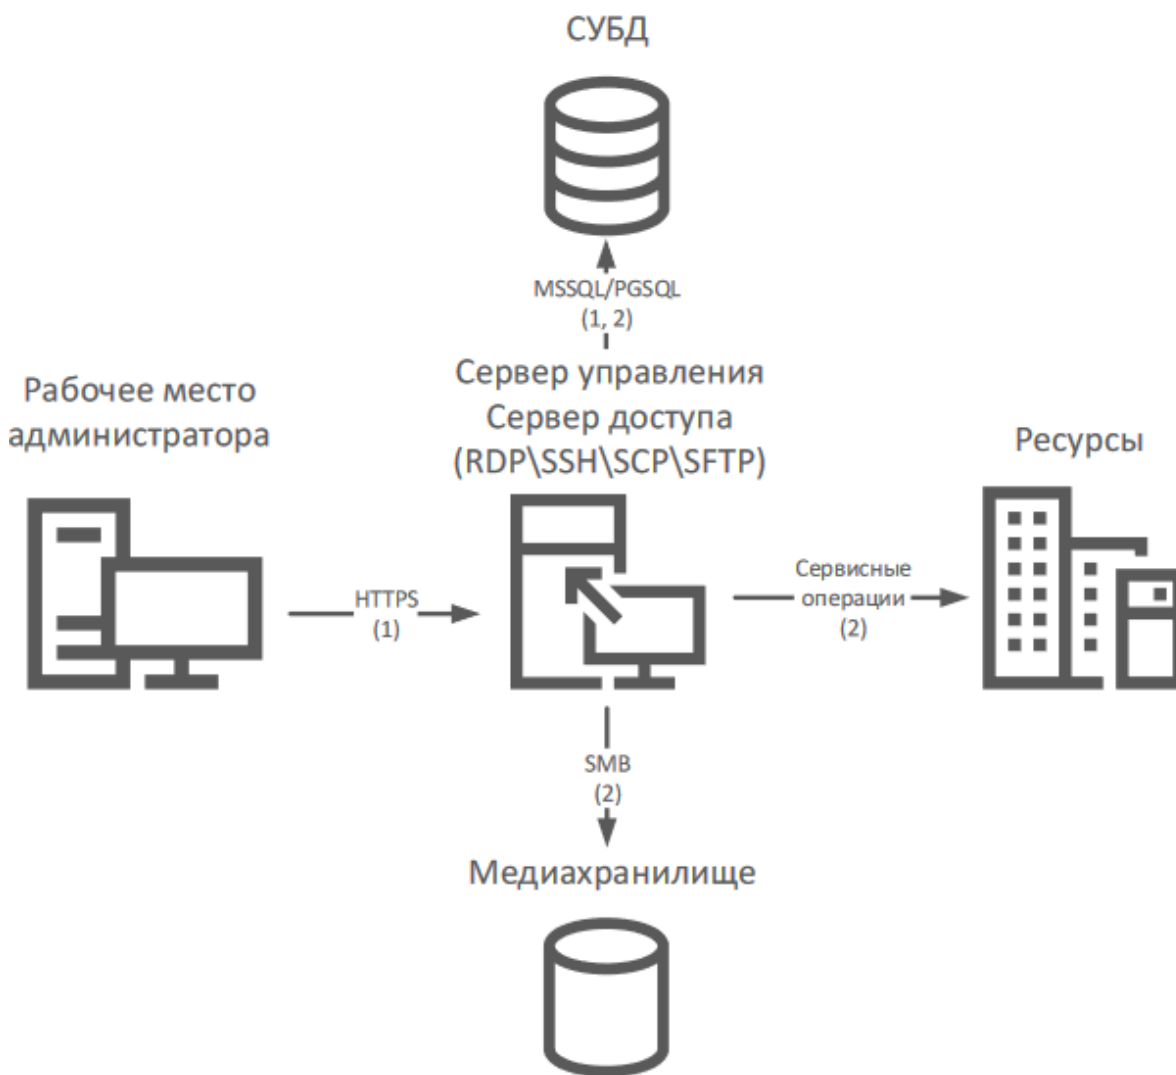 СУБД
MSSQL/PGSQL
(1, 2)
Рабочее место
администратора
Сервер управления
Сервер доступа
(RDP\SSH\SCP\SFTP)
Ресурсы
HTTPS
(1)
Сервисные
операции
(2)
SMB
(2)
Медиахранилище